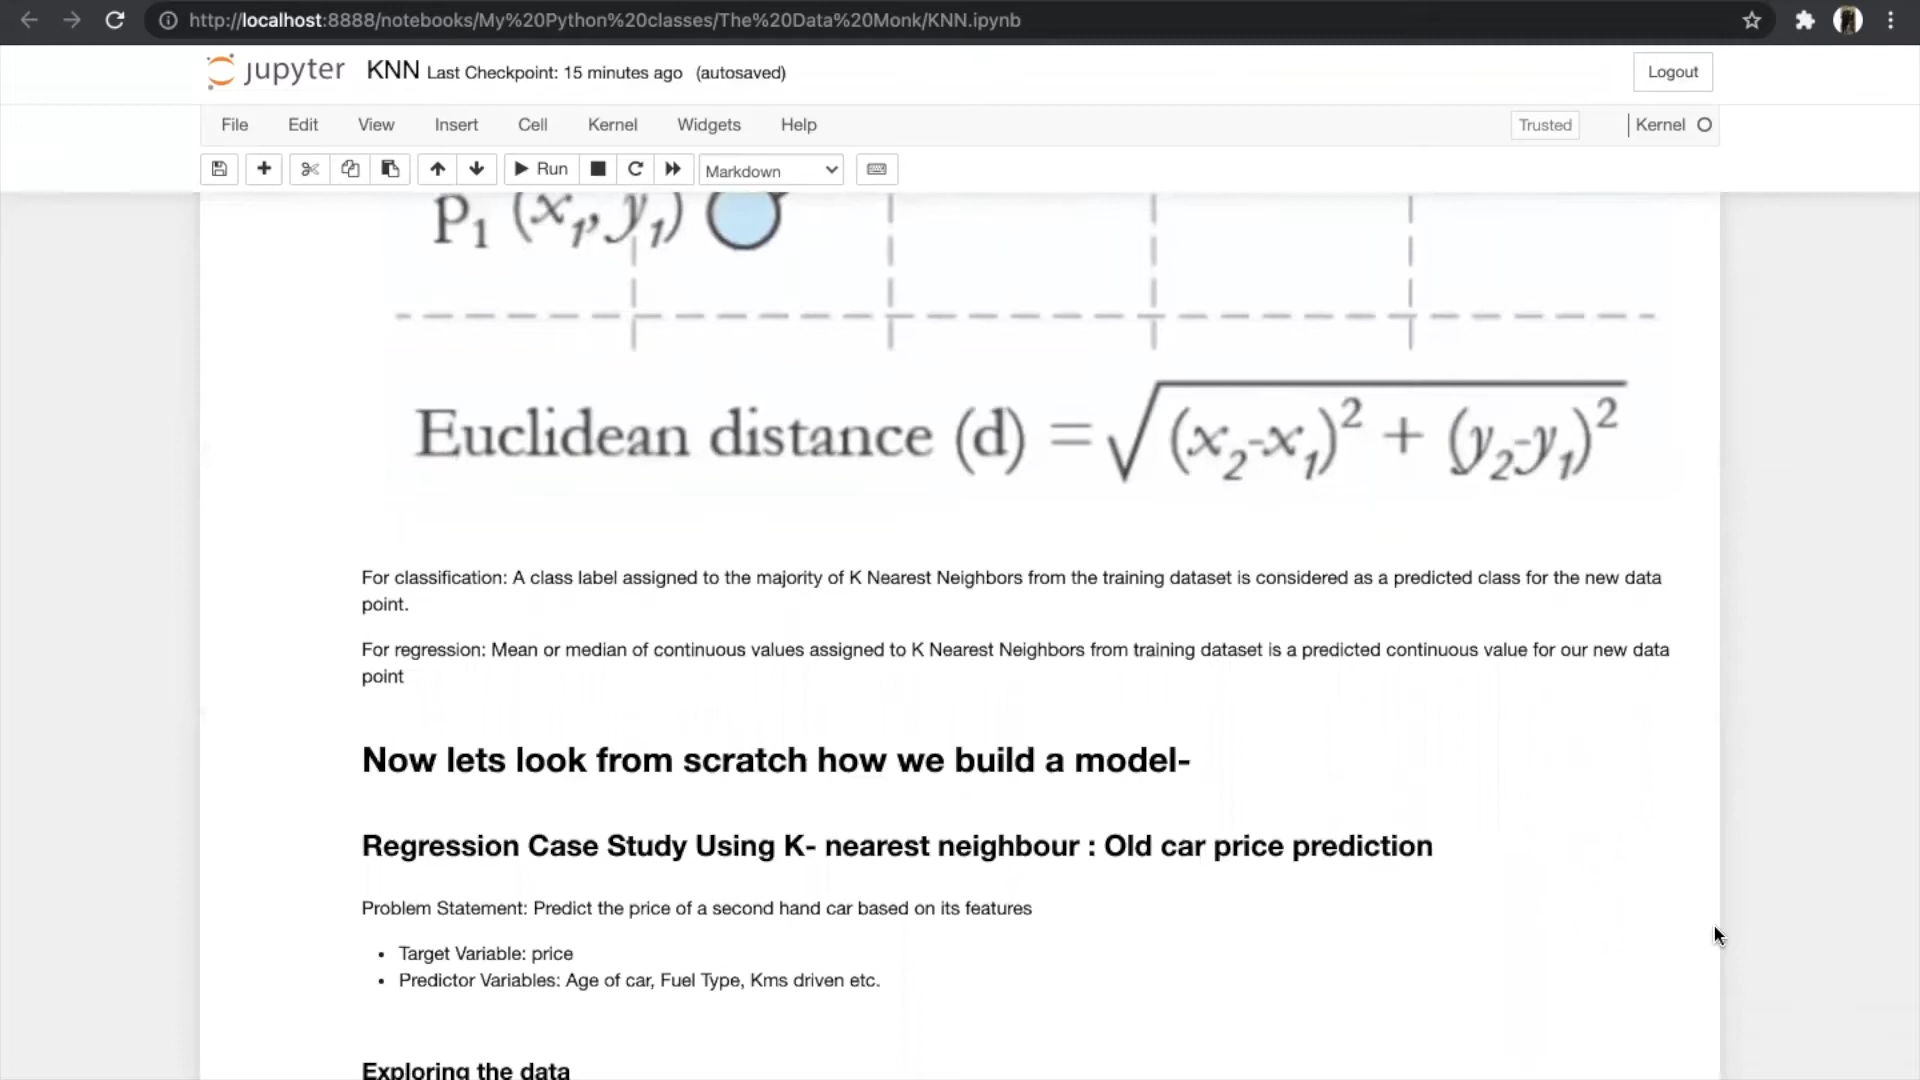 http://localhost:8888/notebooks/My%20Python%20classes/The%20Data%20Monk/KNN.ipynb
jupyter KNN Last Checkpoint: 15 minutes ago (autosaved) Logout
File Edit View Insert Cell Kernel Widgets Help Trusted Kernel
Run Markdown
p1 (x1, y1)
Euclidean distance (d) = √(x2-x1)² + (y2-y1)²
For classification: A class label assigned to the majority of K Nearest Neighbors from the training dataset is considered as a predicted class for the new data
point.
For regression: Mean or median of continuous values assigned to K Nearest Neighbors from training dataset is a predicted continuous value for our new data
point
Now lets look from scratch how we build a model-
Regression Case Study Using K- nearest neighbour : Old car price prediction
Problem Statement: Predict the price of a second hand car based on its features
• Target Variable: price
• Predictor Variables: Age of car, Fuel Type, Kms driven etc.
Exploring the data